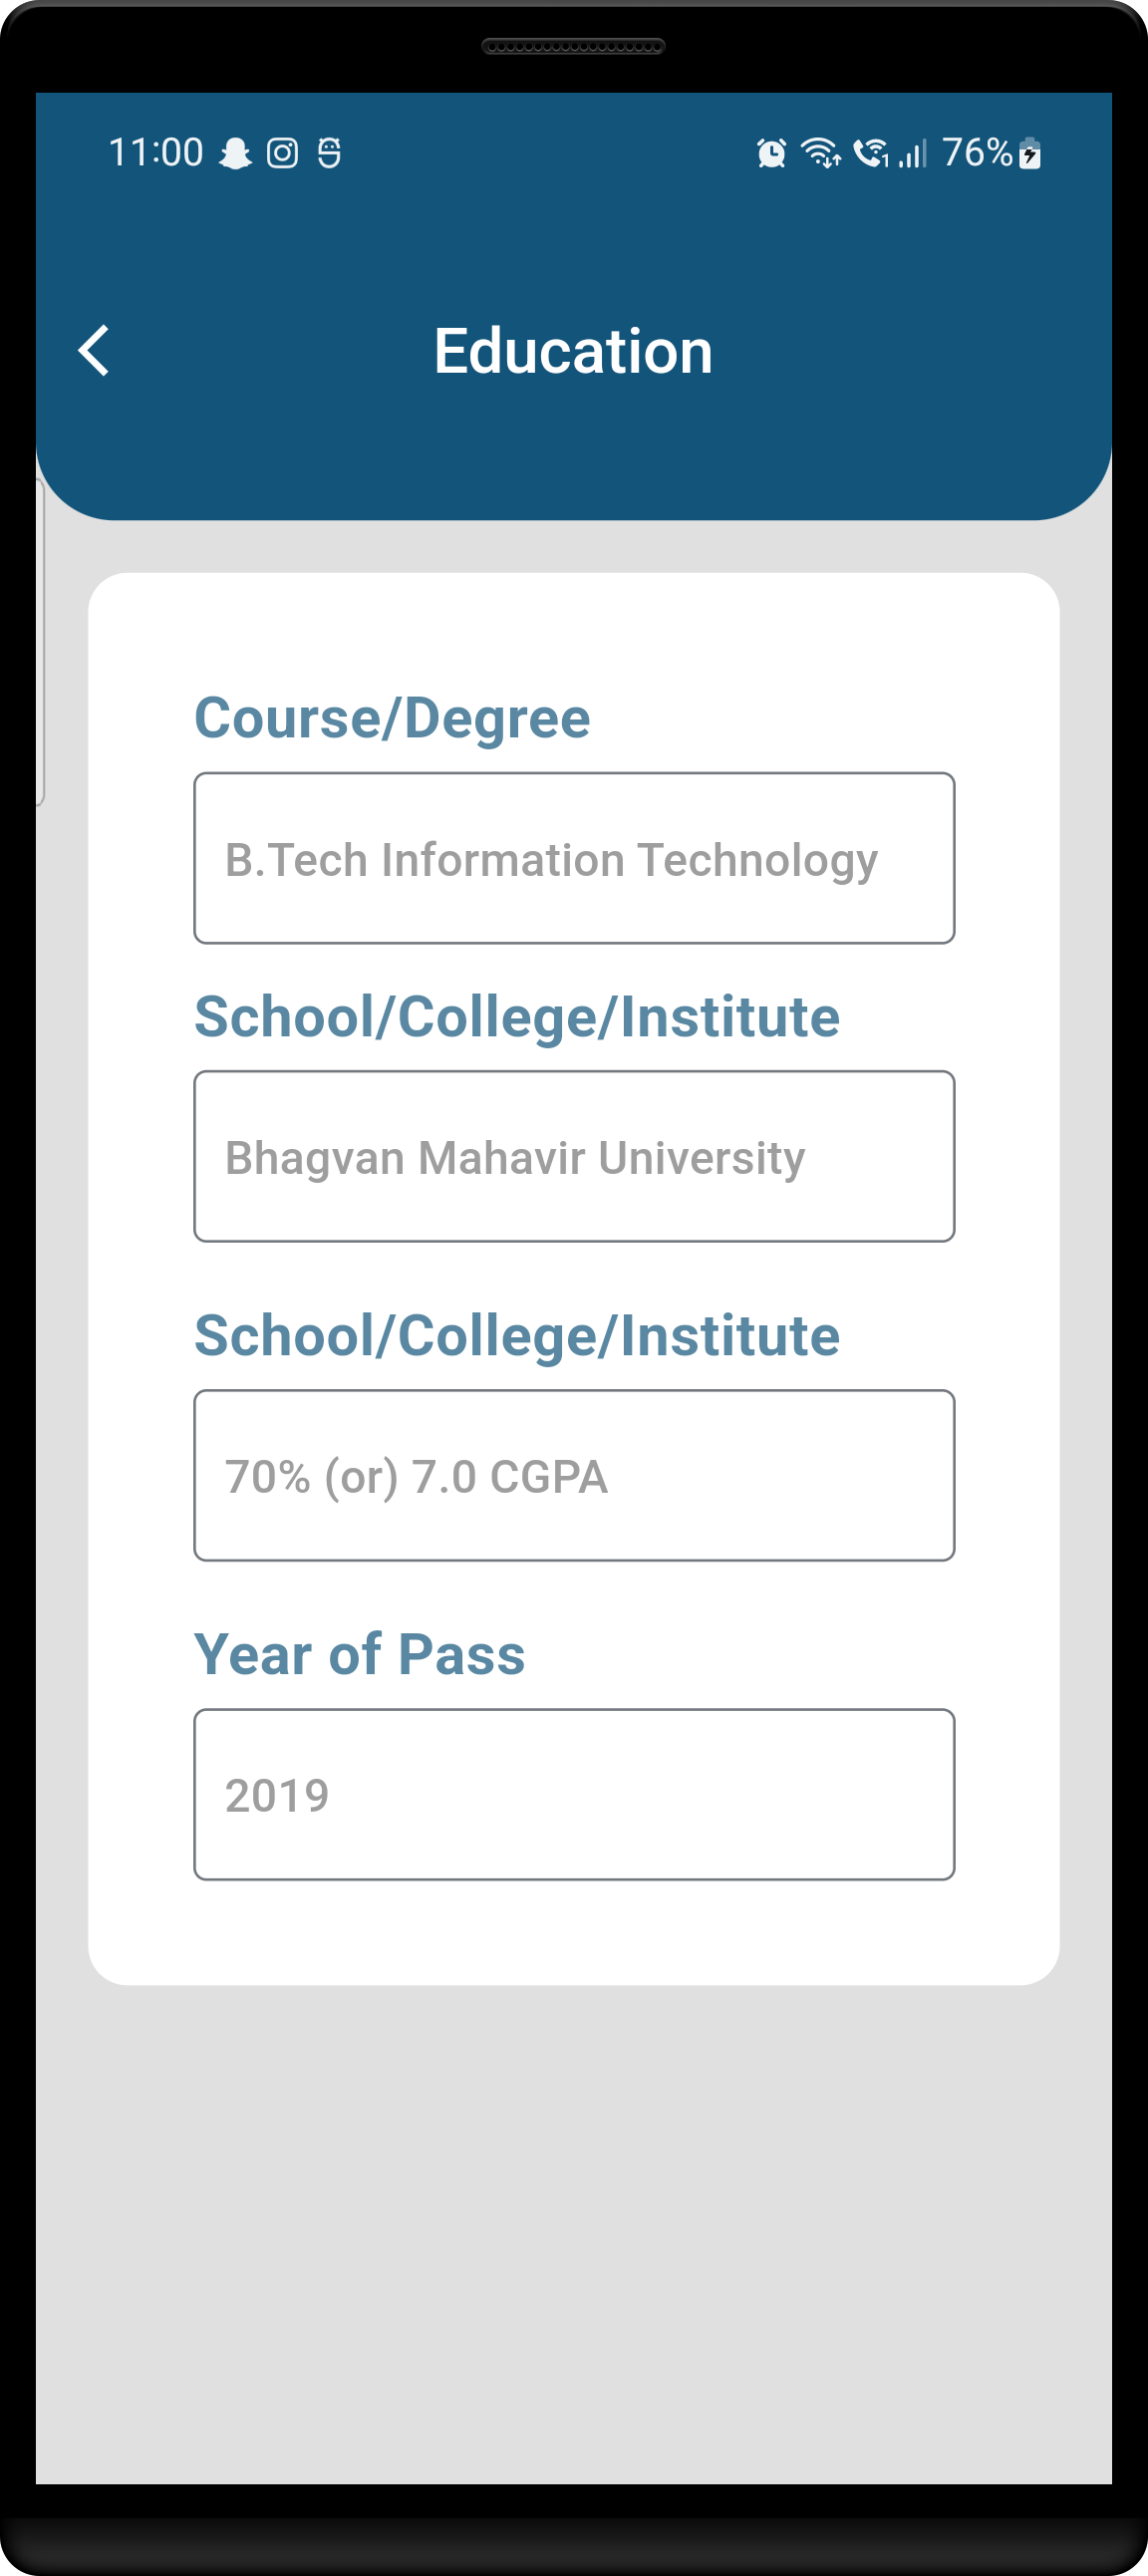 11:00 76%
Education
Course/Degree
B.Tech Information Technology
School/College/Institute
Bhagvan Mahavir University
School/College/Institute
70% (or) 7.0 CGPA
Year of Pass
2019